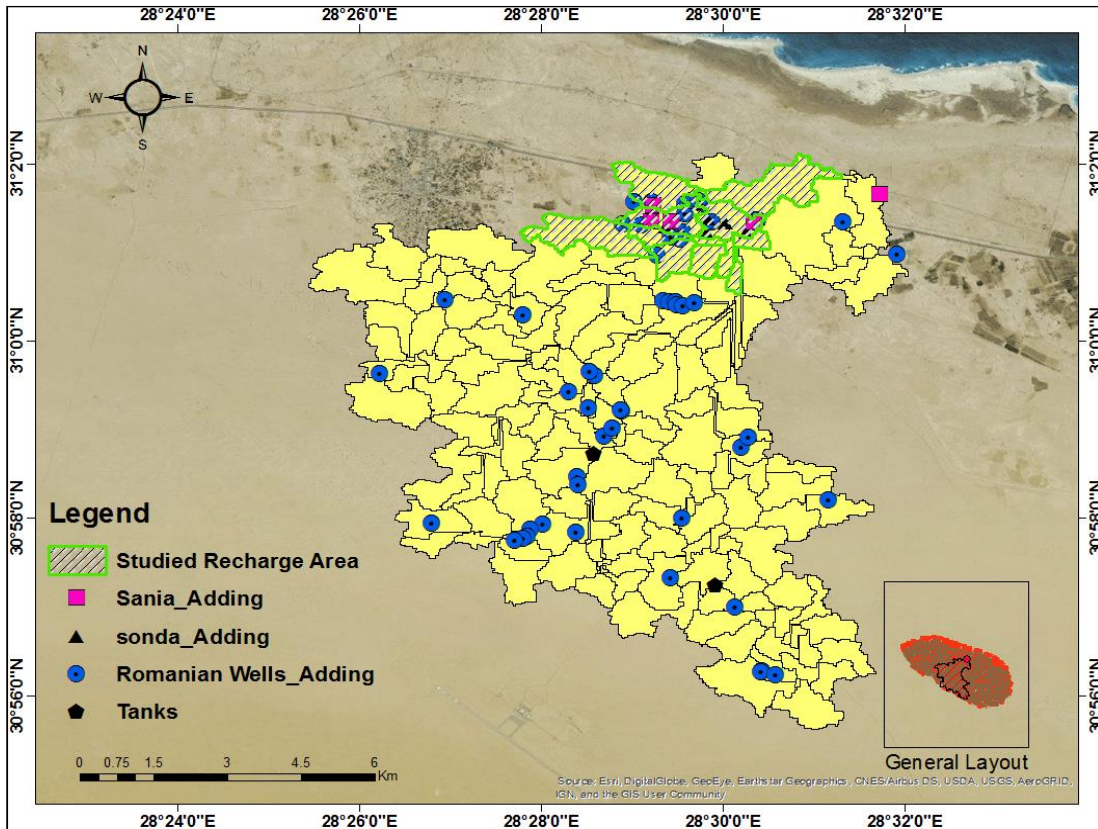 28°24'0"E 28°26'0"E 28°28'0"E 28°30'0"E 28°32'0"E
N
W E
S
31°2'0"N 31°2'0"N
31°0'0"N 31°0'0"N
30°58'0"N 30°58'0"N
30°56'0"N 30°56'0"N
Legend
Studied Recharge Area
Sania_Adding
sonda_Adding
Romanian Wells_Adding
Tanks
0 0.75 1.5 3 4.5 6
Km
General Layout
Source: Esri, DigitalGlobe, GeoEye, Earthstar Geographics, CNES/Airbus DS, USDA, USGS, AeroGRID,
IGN, and the GIS User Community
28°24'0"E 28°26'0"E 28°28'0"E 28°30'0"E 28°32'0"E